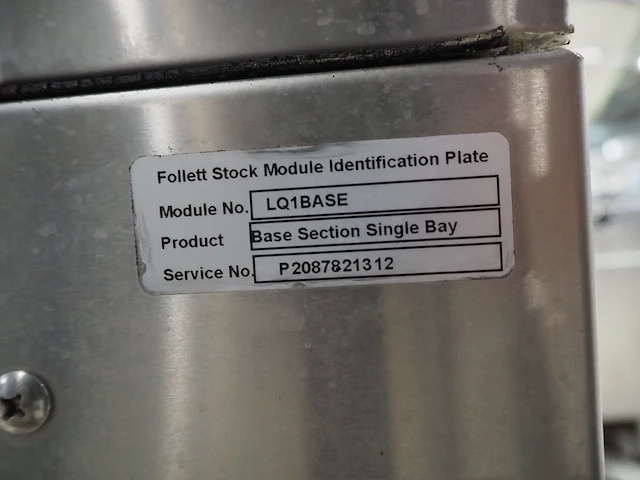 Follett Stock Module Identification Plate
Module No. LQ1BASE
Product Base Section Single Bay
Service No. P2087821312